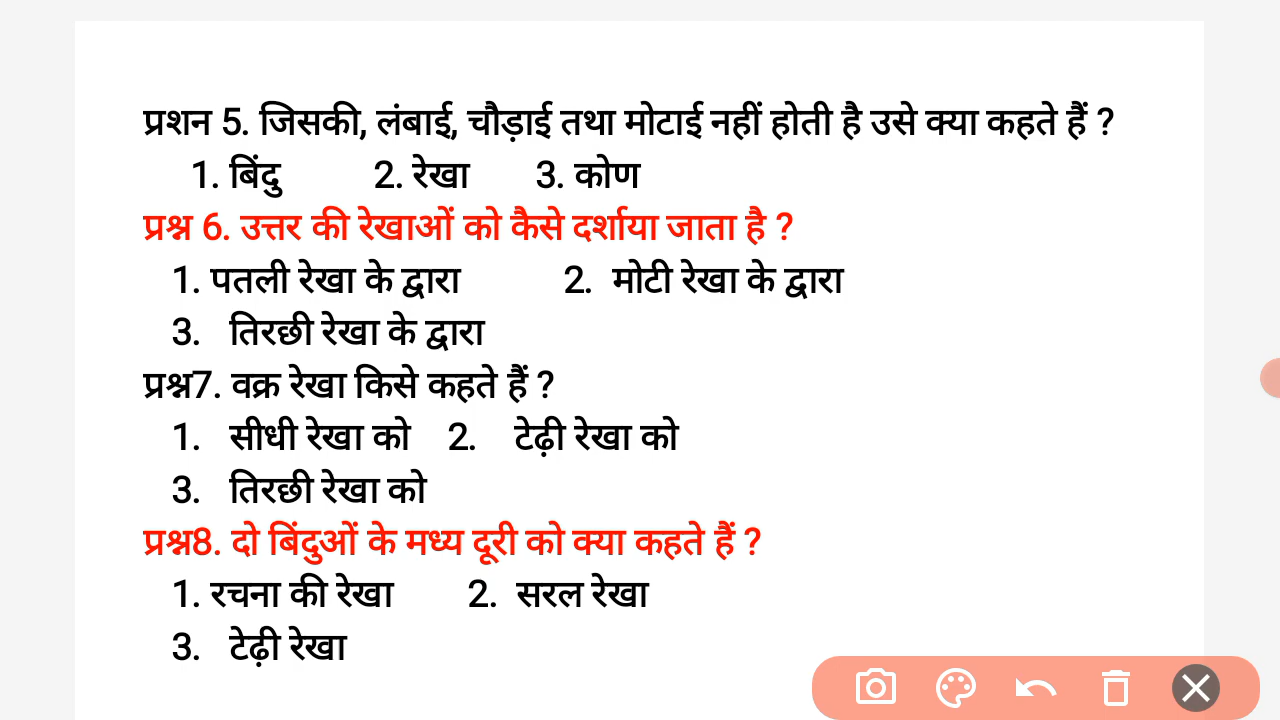 प्रशन 5. जिसकी, लंबाई, चौड़ाई तथा मोटाई नहीं होती है उसे क्या कहते हैं ?
1. बिंदु 2. रेखा 3. कोण
प्रश्न 6. उत्तर की रेखाओं को कैसे दर्शाया जाता है ?
1. पतली रेखा के द्वारा 2. मोटी रेखा के द्वारा
3. तिरछी रेखा के द्वारा
प्रश्न7. वक्र रेखा किसे कहते हैं ?
1. सीधी रेखा को 2. टेढ़ी रेखा को
3. तिरछी रेखा को
प्रश्न8. दो बिंदुओं के मध्य दूरी को क्या कहते हैं ?
1. रचना की रेखा 2. सरल रेखा
3. टेढ़ी रेखा